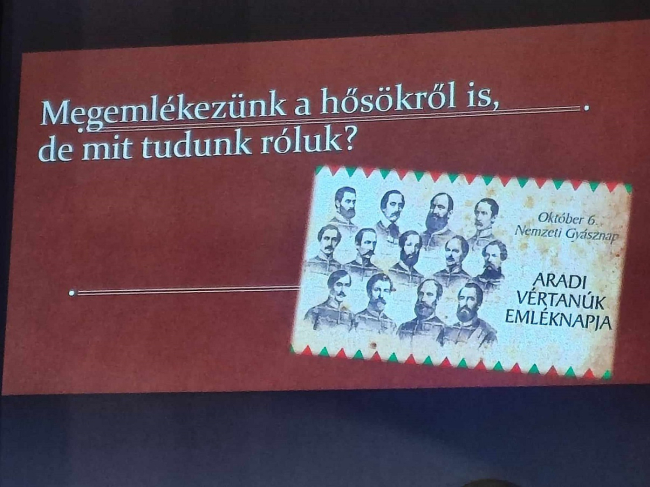 Megemlékezünk a hősökről is,
de mit tudunk róluk?
Október 6.
Nemzeti Gyásznap
ARADI
VÉRTANÚK
EMLÉKNAPJA